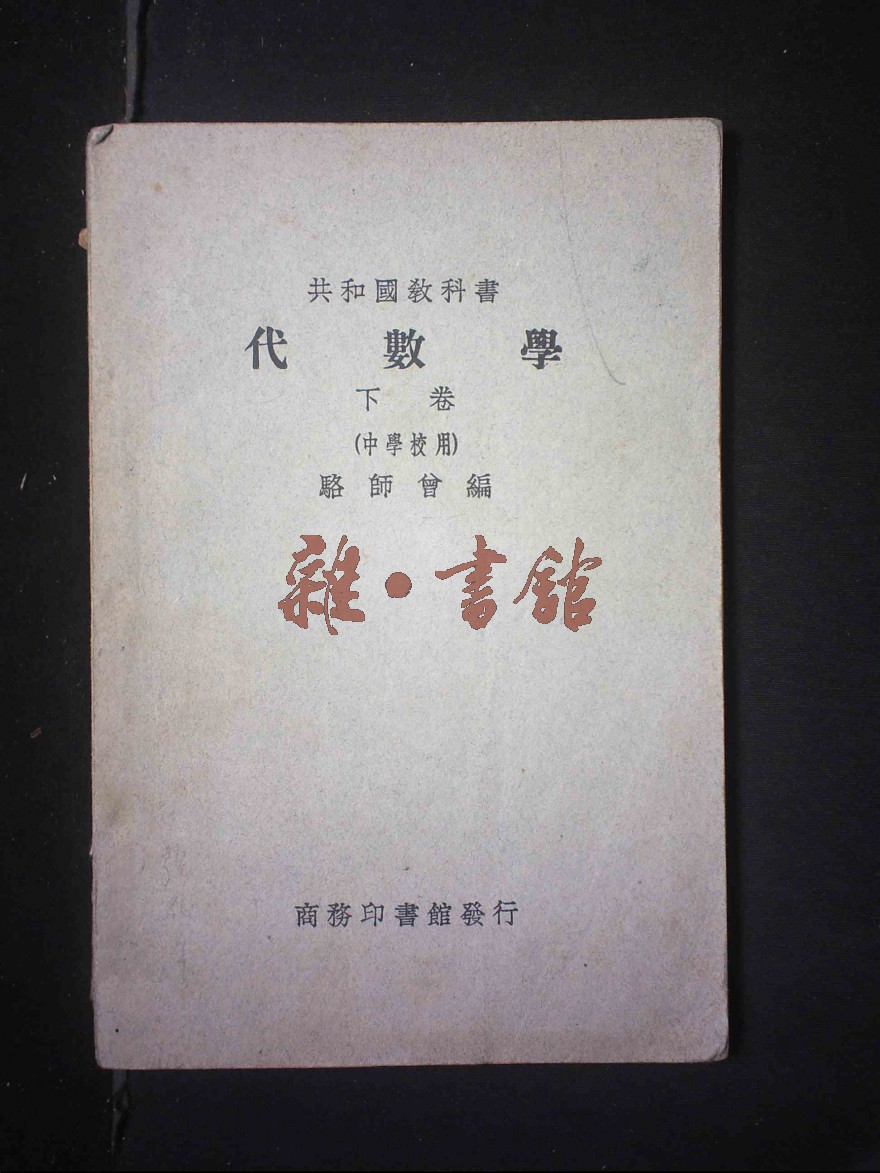 共和國教科書
代數學
下卷
(中學校用)
駱師曾編
雜·書館
商務印書館發行